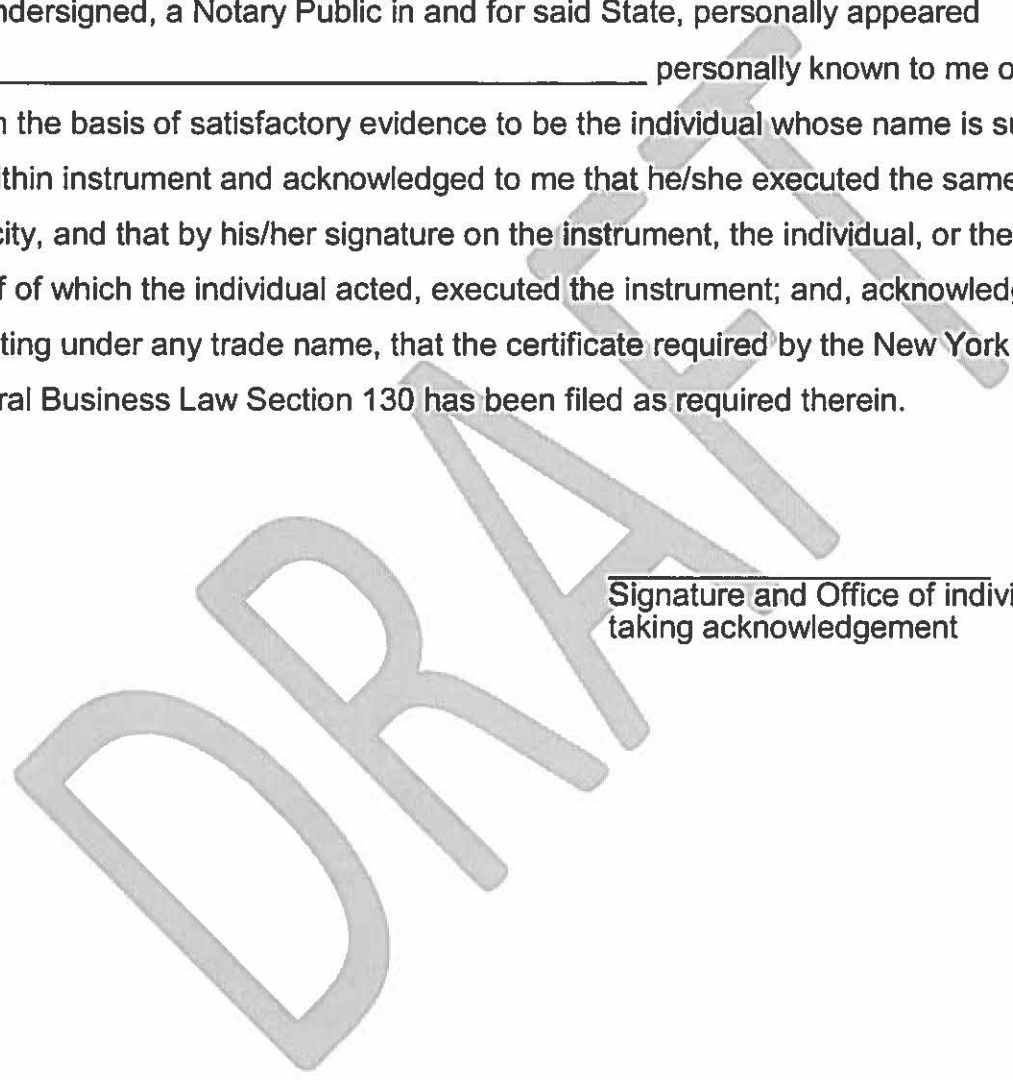 ndersigned, a Notary Public in and for said State, personally appeared
____________________________________________ personally known to me o
n the basis of satisfactory evidence to be the individual whose name is su
ithin instrument and acknowledged to me that he/she executed the same
city, and that by his/her signature on the instrument, the individual, or the
f of which the individual acted, executed the instrument; and, acknowledg
ting under any trade name, that the certificate required by the New York
ral Business Law Section 130 has been filed as required therein.
Signature and Office of indivi
taking acknowledgement
DRAFT